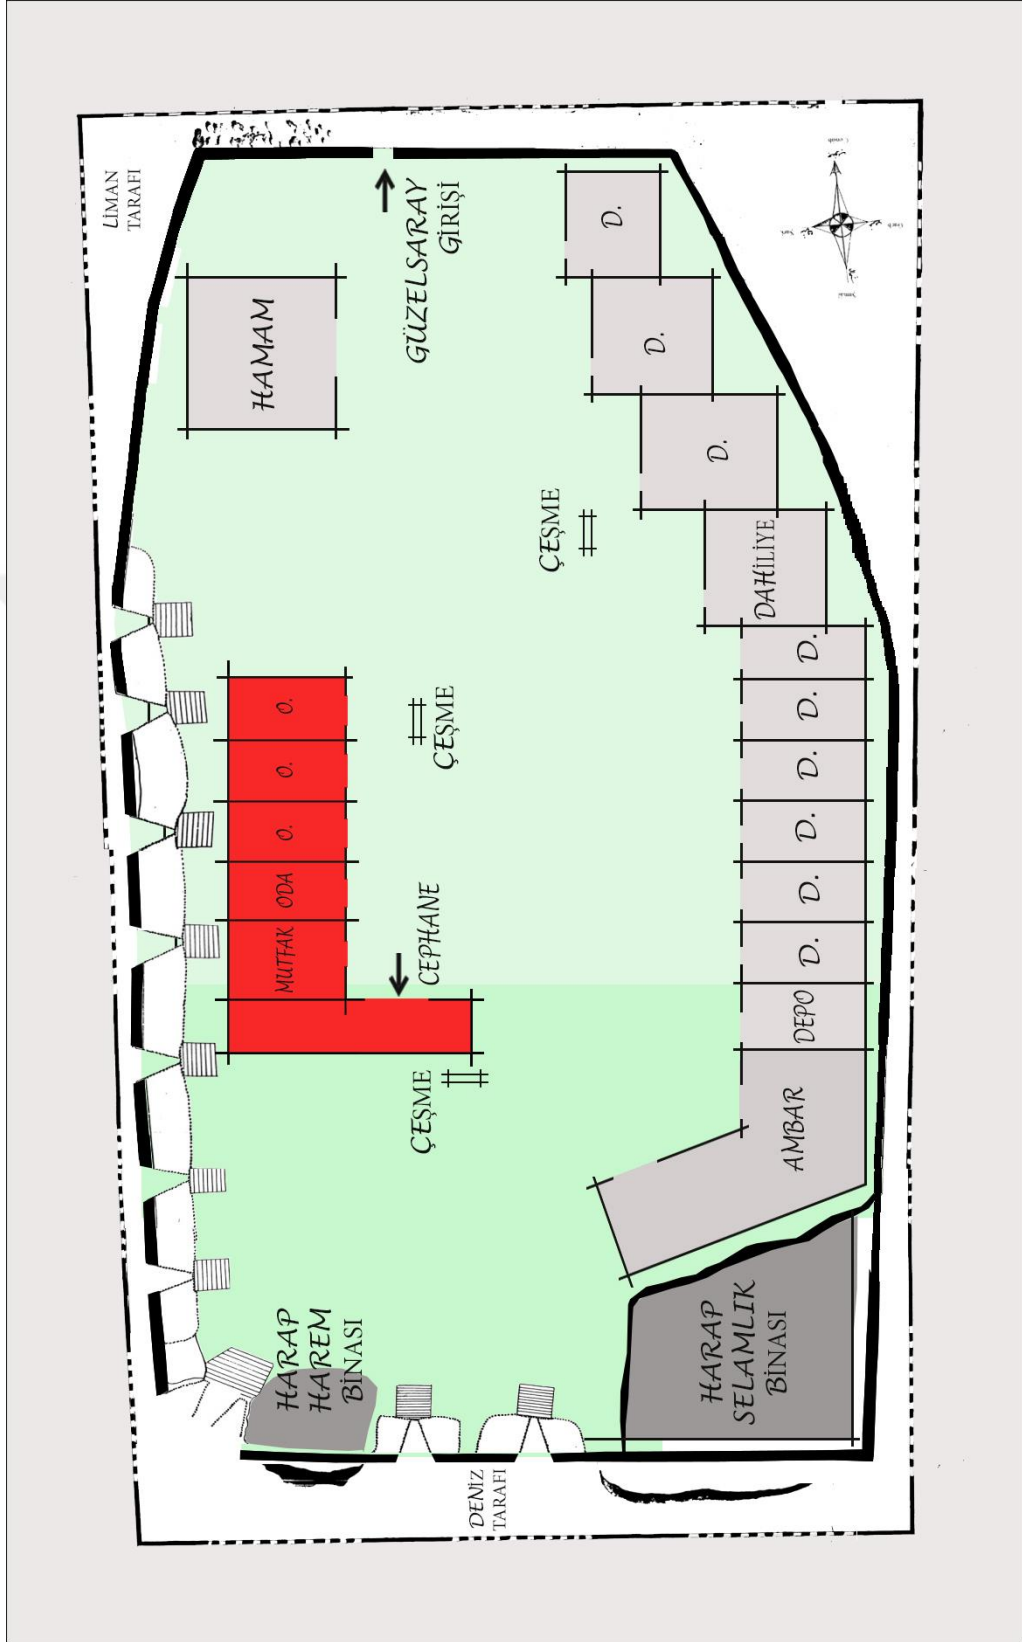 LİMAN
TARAFI
GÜZELSARAY
GİRİŞİ
HAMAM
D.
D.
D.
DAHİLİYE
ÇEŞME
D.
D.
D.
D.
D.
D.
DEPO
AMBAR
O.
O.
O.
ODA
MUTFAK
ÇEŞME
CEPHANE
ÇEŞME
HARAP
HAREM
BİNASI
HARAP
SELAMLIK
BİNASI
DENİZ
TARAFI